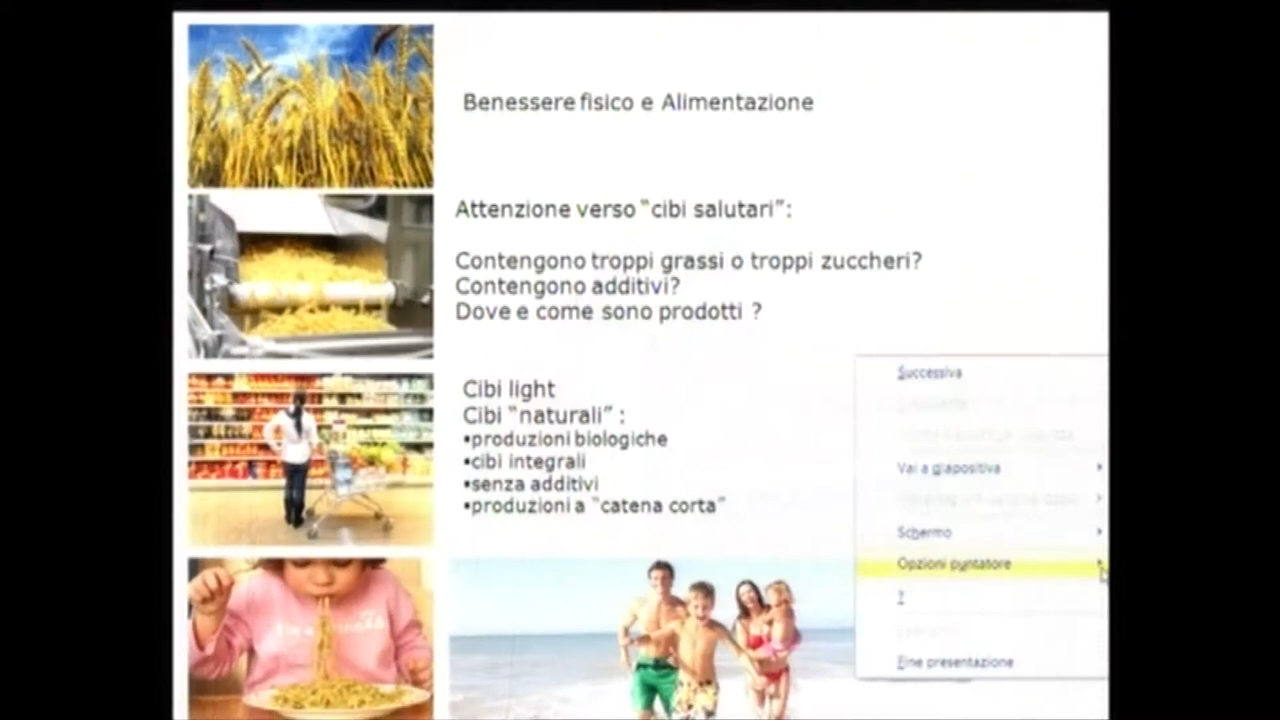 Benessere fisico e Alimentazione
Attenzione verso "cibi salutari":
Contengono troppi grassi o troppi zuccheri?
Contengono additivi?
Dove e come sono prodotti ?
Cibi light
Cibi "naturali" :
•produzioni biologiche
•cibi integrali
•senza additivi
•produzioni a "catena corta"
Successiva
Vai a diapositiva
Schermo
Opzioni puntatore
?
Fine presentazione